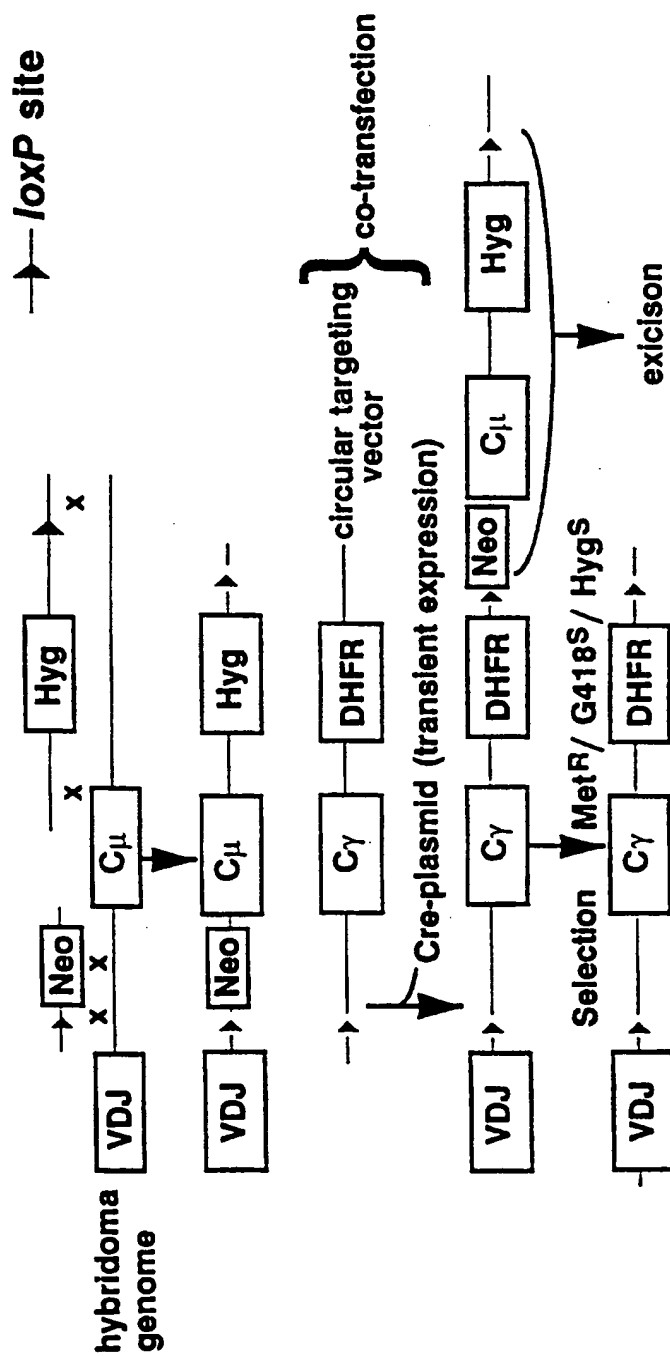 loxP site
Neo
Hyg
x x x x
hybridoma
genome
VDJ
Cμ
VDJ
Neo
Cμ
Hyg
Cγ
DHFR
circular targeting
vector
co-transfection
Cre-plasmid (transient expression)
VDJ
Cγ
DHFR
Neo
Cμ
Hyg
Selection MetR/ G418S/ HygS
exicison
VDJ
Cγ
DHFR